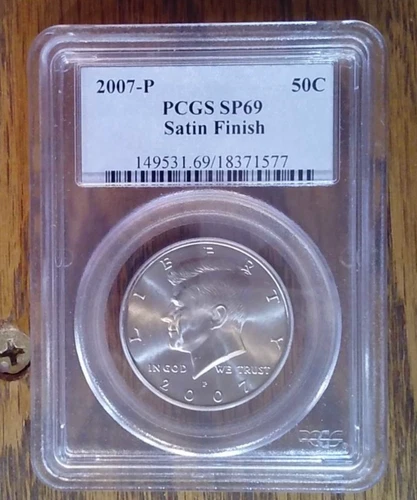 2007-P 50C
PCGS SP69
Satin Finish
149531.69/18371577
LIBERTY
IN GOD WE TRUST
P
2007
PCGS